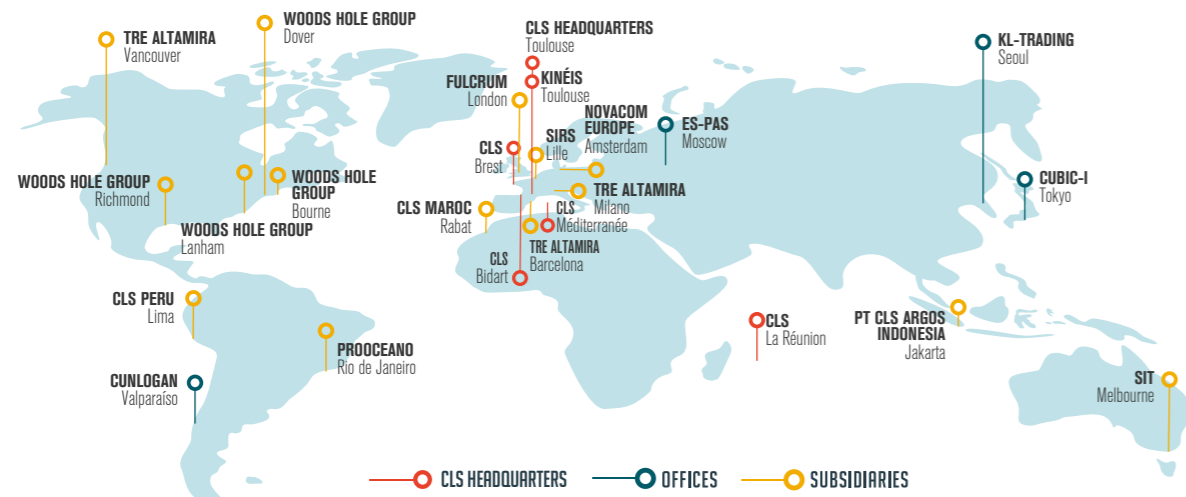 WOODS HOLE GROUP
Dover
TRE ALTAMIRA
Vancouver
CLS HEADQUARTERS
Toulouse
KINÉIS
Toulouse
KL-TRADING
Seoul
FULCRUM
London
NOVACOM
EUROPE
Amsterdam
ES-PAS
Moscow
SIRS
Lille
CLS
Brest
WOODS HOLE GROUP
Richmond
WOODS HOLE
GROUP
Bourne
WOODS HOLE GROUP
Lanham
CUBIC-I
Tokyo
TRE ALTAMIRA
Milano
CLS MAROC
Rabat
CLS
Méditerranée
TRE ALTAMIRA
Barcelona
CLS
Bidart
CLS PERU
Lima
PROOCEANO
Rio de Janeiro
CUNLOGAN
Valparaíso
CLS
La Réunion
PT CLS ARGOS
INDONESIA
Jakarta
SIT
Melbourne
CLS HEADQUARTERS
OFFICES
SUBSIDIARIES